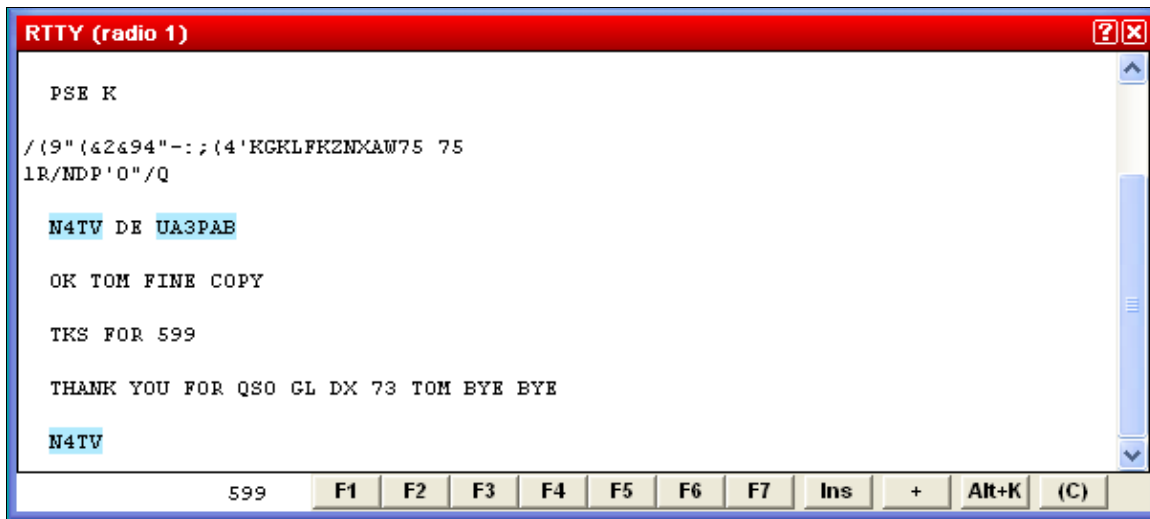 RTTY (radio 1)
PSE K
/(9"(&2&94"-:;(4'KGKLFKZNXAW75 75
lR/NDP'O"/Q
N4TV DE UA3PAB
OK TOM FINE COPY
TKS FOR 599
THANK YOU FOR QSO GL DX 73 TOM BYE BYE
N4TV
599 F1 F2 F3 F4 F5 F6 F7 Ins + Alt+K (C)